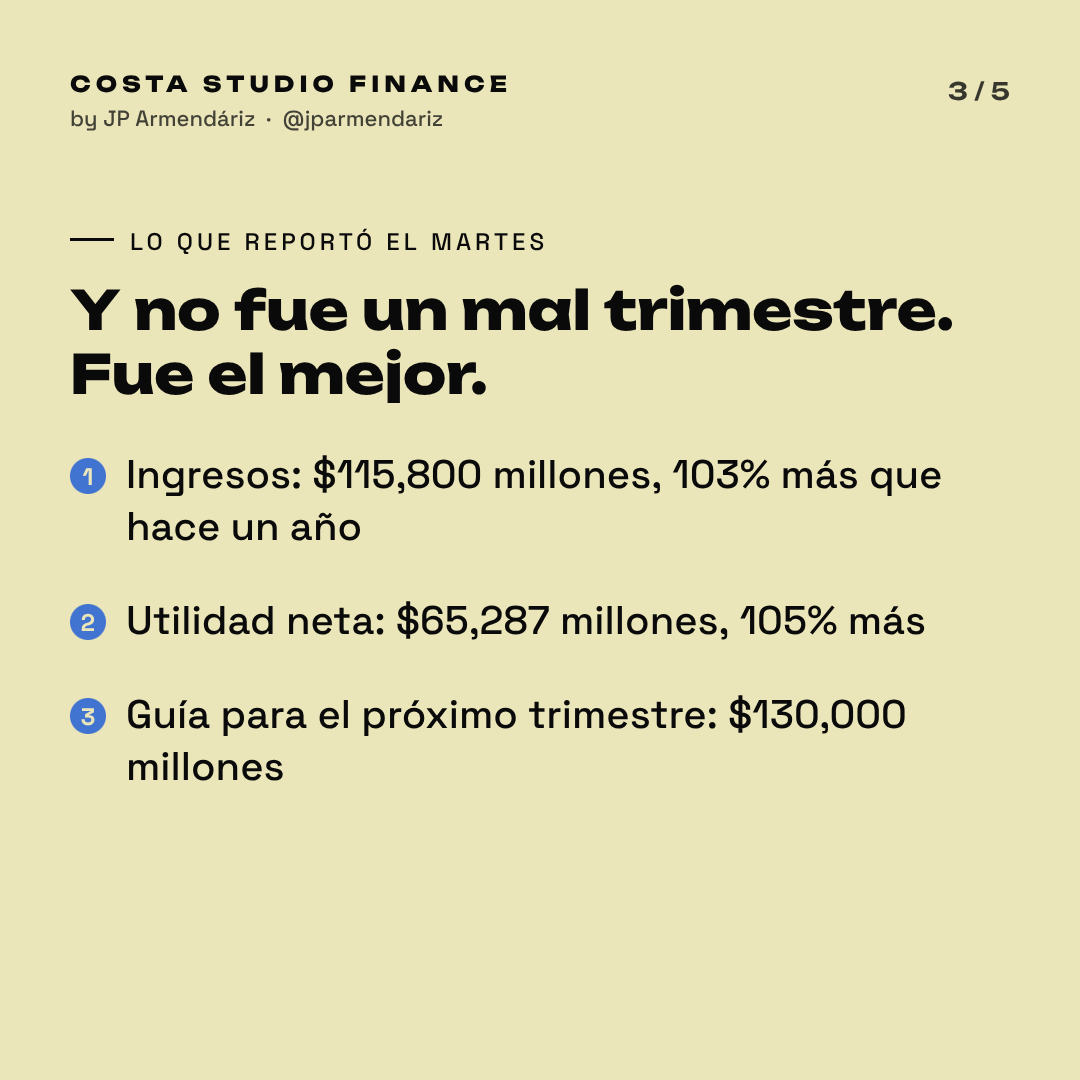 COSTA STUDIO FINANCE
3 / 5
by JP Armendáriz · @jparmendariz
LO QUE REPORTÓ EL MARTES
Y no fue un mal trimestre.
Fue el mejor.
1 Ingresos: $115,800 millones, 103% más que
hace un año
2 Utilidad neta: $65,287 millones, 105% más
3 Guía para el próximo trimestre: $130,000
millones